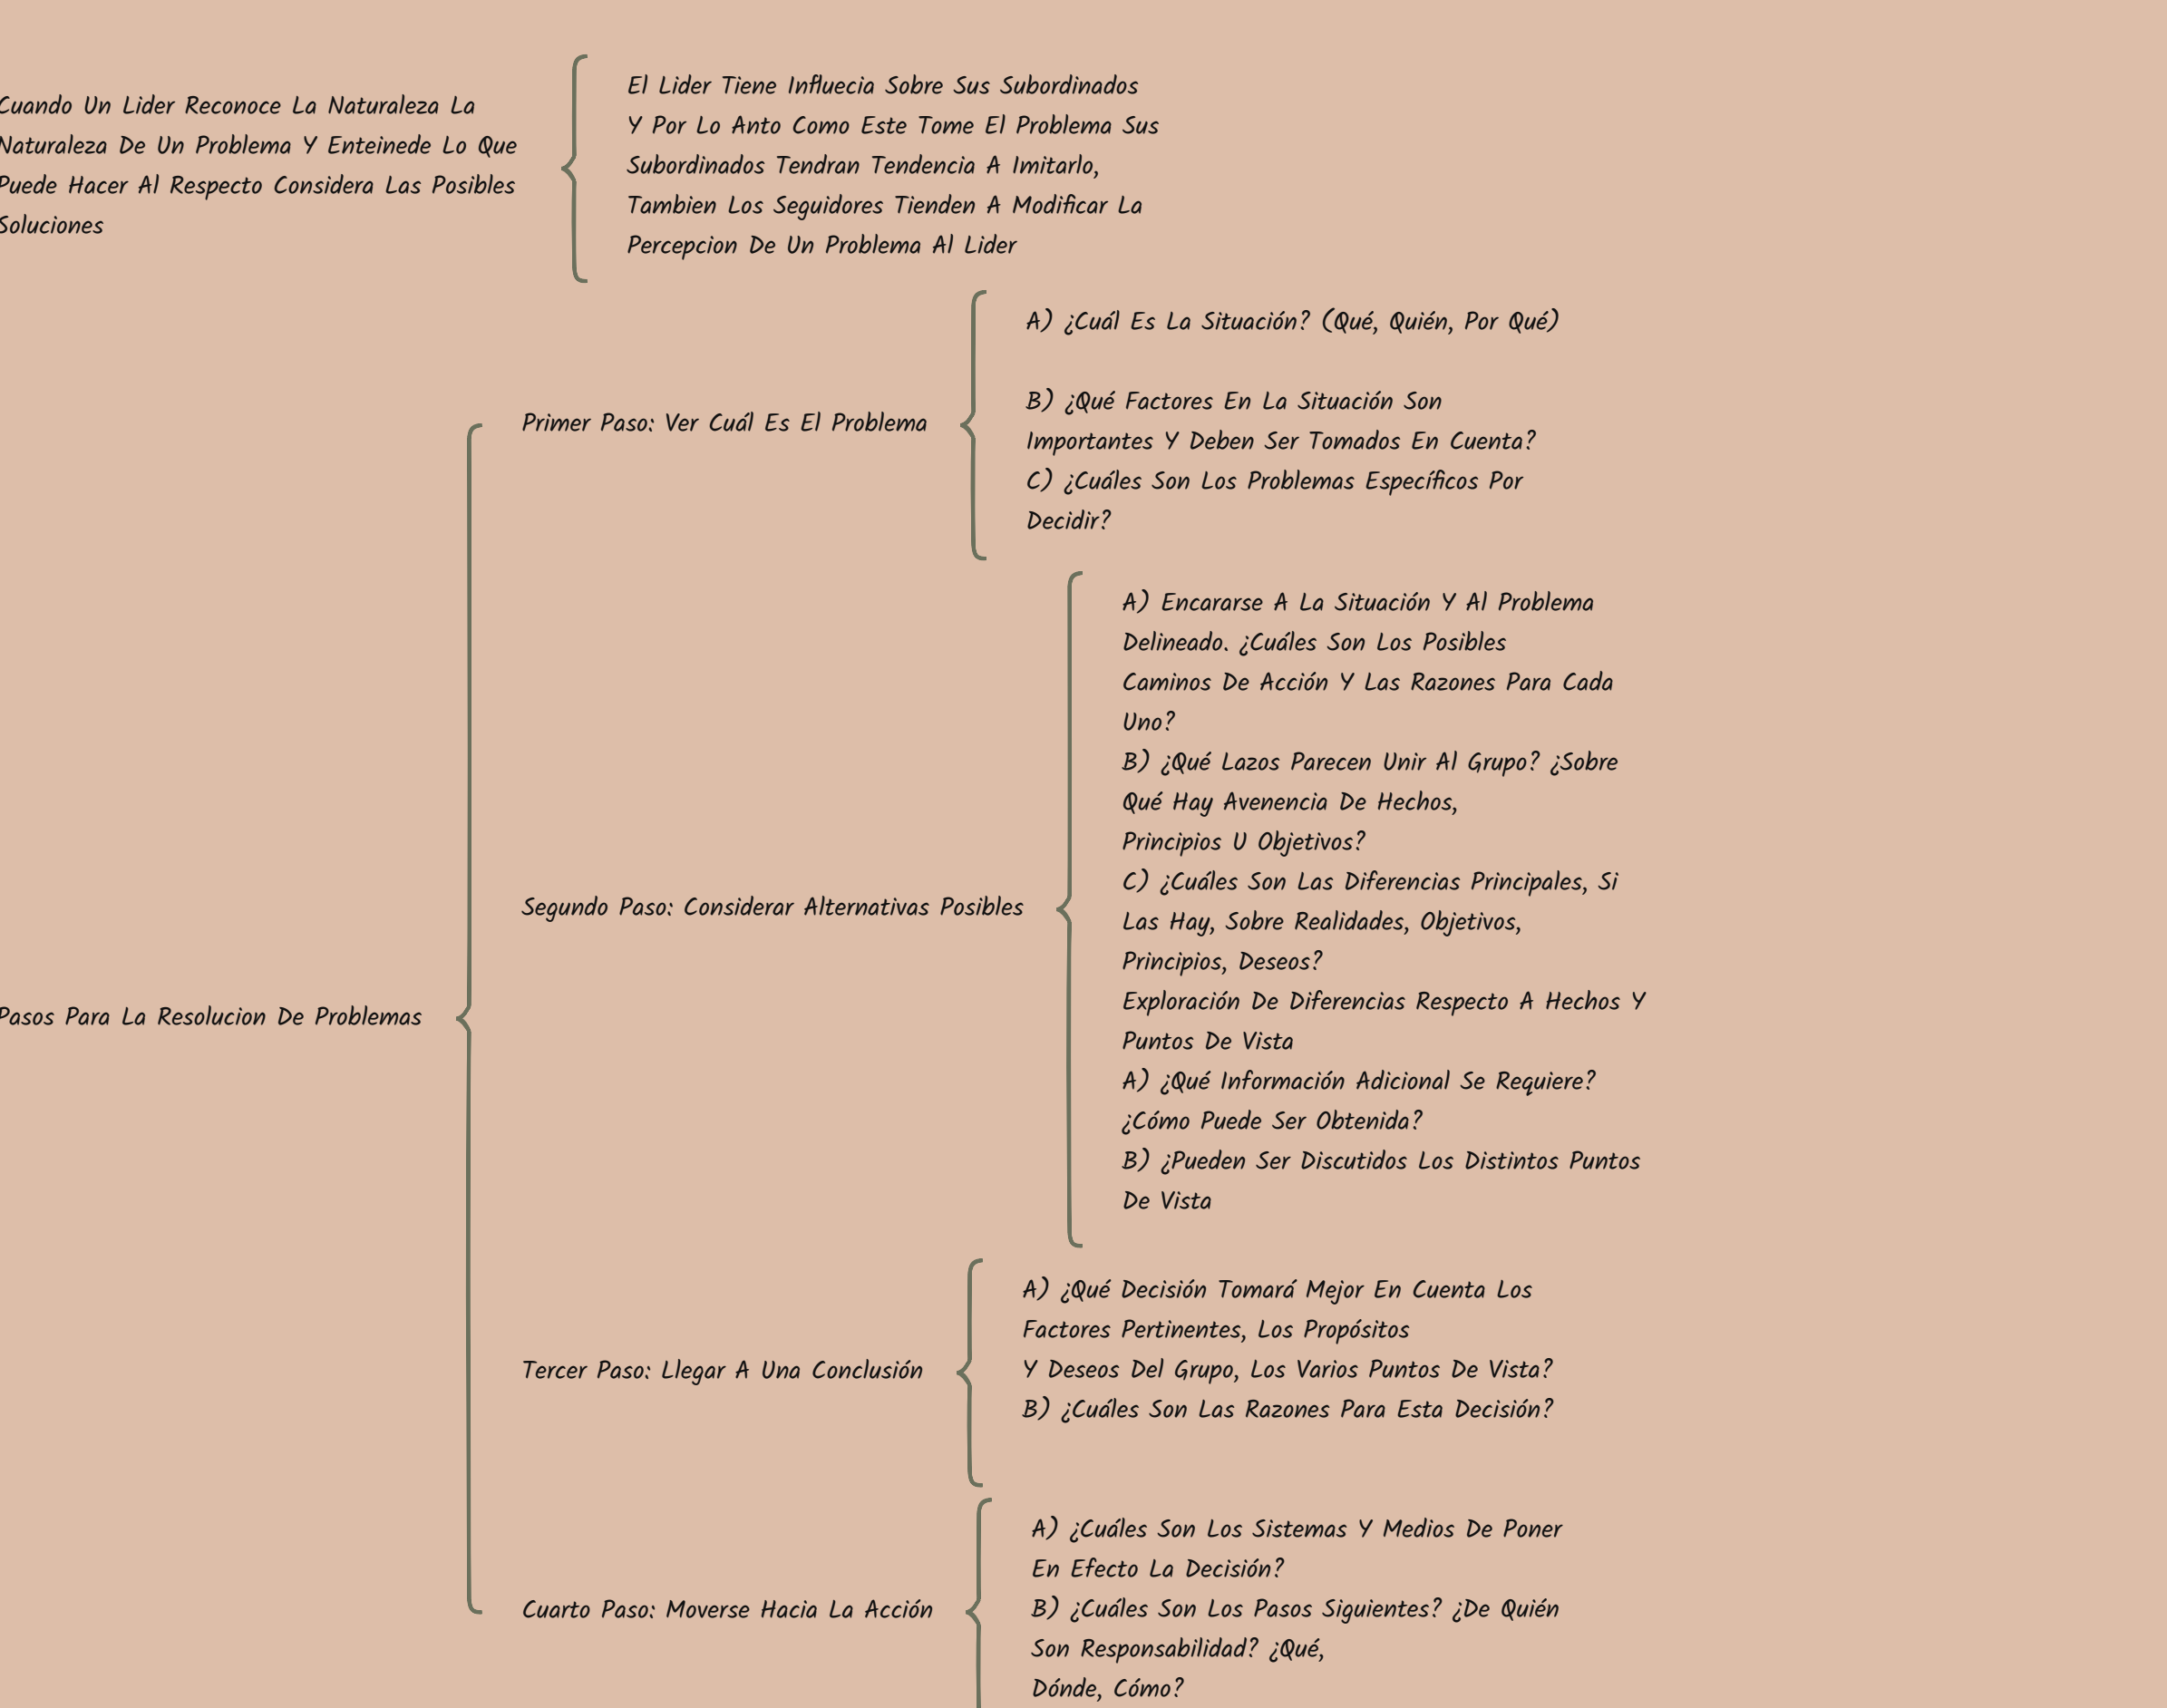 Cuando Un Lider Reconoce La Naturaleza La
Naturaleza De Un Problema Y Enteinede Lo Que
Puede Hacer Al Respecto Considera Las Posibles
Soluciones
El Lider Tiene Influecia Sobre Sus Subordinados
Y Por Lo Anto Como Este Tome El Problema Sus
Subordinados Tendran Tendencia A Imitarlo,
Tambien Los Seguidores Tienden A Modificar La
Percepcion De Un Problema Al Lider
Pasos Para La Resolucion De Problemas
Primer Paso: Ver Cuál Es El Problema
A) ¿Cuál Es La Situación? (Qué, Quién, Por Qué)
B) ¿Qué Factores En La Situación Son
Importantes Y Deben Ser Tomados En Cuenta?
C) ¿Cuáles Son Los Problemas Específicos Por
Decidir?
Segundo Paso: Considerar Alternativas Posibles
A) Encararse A La Situación Y Al Problema
Delineado. ¿Cuáles Son Los Posibles
Caminos De Acción Y Las Razones Para Cada
Uno?
B) ¿Qué Lazos Parecen Unir Al Grupo? ¿Sobre
Qué Hay Avenencia De Hechos,
Principios U Objetivos?
C) ¿Cuáles Son Las Diferencias Principales, Si
Las Hay, Sobre Realidades, Objetivos,
Principios, Deseos?
Exploración De Diferencias Respecto A Hechos Y
Puntos De Vista
A) ¿Qué Información Adicional Se Requiere?
¿Cómo Puede Ser Obtenida?
B) ¿Pueden Ser Discutidos Los Distintos Puntos
De Vista
Tercer Paso: Llegar A Una Conclusión
A) ¿Qué Decisión Tomará Mejor En Cuenta Los
Factores Pertinentes, Los Propósitos
Y Deseos Del Grupo, Los Varios Puntos De Vista?
B) ¿Cuáles Son Las Razones Para Esta Decisión?
Cuarto Paso: Moverse Hacia La Acción
A) ¿Cuáles Son Los Sistemas Y Medios De Poner
En Efecto La Decisión?
B) ¿Cuáles Son Los Pasos Siguientes? ¿De Quién
Son Responsabilidad? ¿Qué,
Dónde, Cómo?